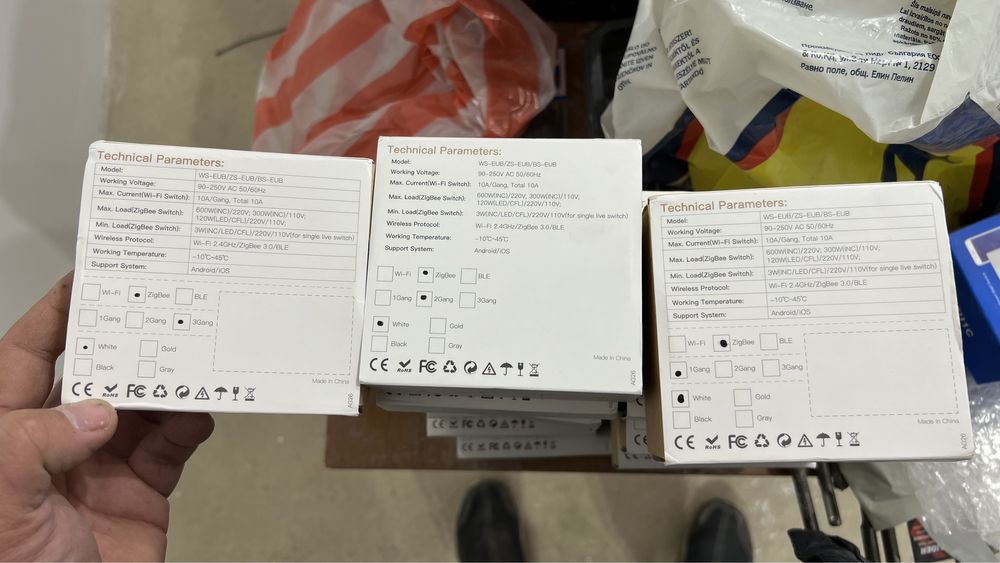 Technical Parameters:
Model: WS-EUB/ZS-EUB/BS-EUB
Working Voltage: 90-250V AC 50/60Hz
Max. Current(Wi-Fi Switch): 10A/Gang, Total 10A
Max. Load(ZigBee Switch): 600W(INC)/220V; 300W(INC)/110V;
120W(LED/CFL)/220V/110V;
Min. Load(ZigBee Switch): 3W(INC/LED/CFL)/220V/110V(for single live switch)
Wireless Protocol: Wi-Fi 2.4GHz/ZigBee 3.0/BLE
Working Temperature: -10℃-45℃
Support System: Android/iOS
Wi-Fi ZigBee BLE
1Gang 2Gang 3Gang
White Gold
Black Gray
Made in China
CE RoHS FC
A026
Technical Parameters:
Model: WS-EUB/ZS-EUB/BS-EUB
Working Voltage: 90-250V AC 50/60Hz
Max. Current(Wi-Fi Switch): 10A/Gang, Total 10A
Max. Load(ZigBee Switch): 600W(INC)/220V; 300W(INC)/110V;
120W(LED/CFL)/220V/110V;
Min. Load(ZigBee Switch): 3W(INC/LED/CFL)/220V/110V(for single live switch)
Wireless Protocol: Wi-Fi 2.4GHz/ZigBee 3.0/BLE
Working Temperature: -10℃-45℃
Support System: Android/iOS
Wi-Fi ZigBee BLE
1Gang 2Gang 3Gang
White Gold
Black Gray
Made in China
CE RoHS FC
A026
Technical Parameters:
Model: WS-EUB/ZS-EUB/BS-EUB
Working Voltage: 90-250V AC 50/60Hz
Max. Current(Wi-Fi Switch): 10A/Gang, Total 10A
Max. Load(ZigBee Switch): 600W(INC)/220V; 300W(INC)/110V;
120W(LED/CFL)/220V/110V;
Min. Load(ZigBee Switch): 3W(INC/LED/CFL)/220V/110V(for single live switch)
Wireless Protocol: Wi-Fi 2.4GHz/ZigBee 3.0/BLE
Working Temperature: -10℃-45℃
Support System: Android/iOS
Wi-Fi ZigBee BLE
1Gang 2Gang 3Gang
White Gold
Black Gray
Made in China
CE RoHS FC
A026
Šis maisiņš
Lai izvairītos no
draudiem,
Ražots no
& Ko.КД, ул. 1, 2129
Равно поле, общ. Елин Пелин